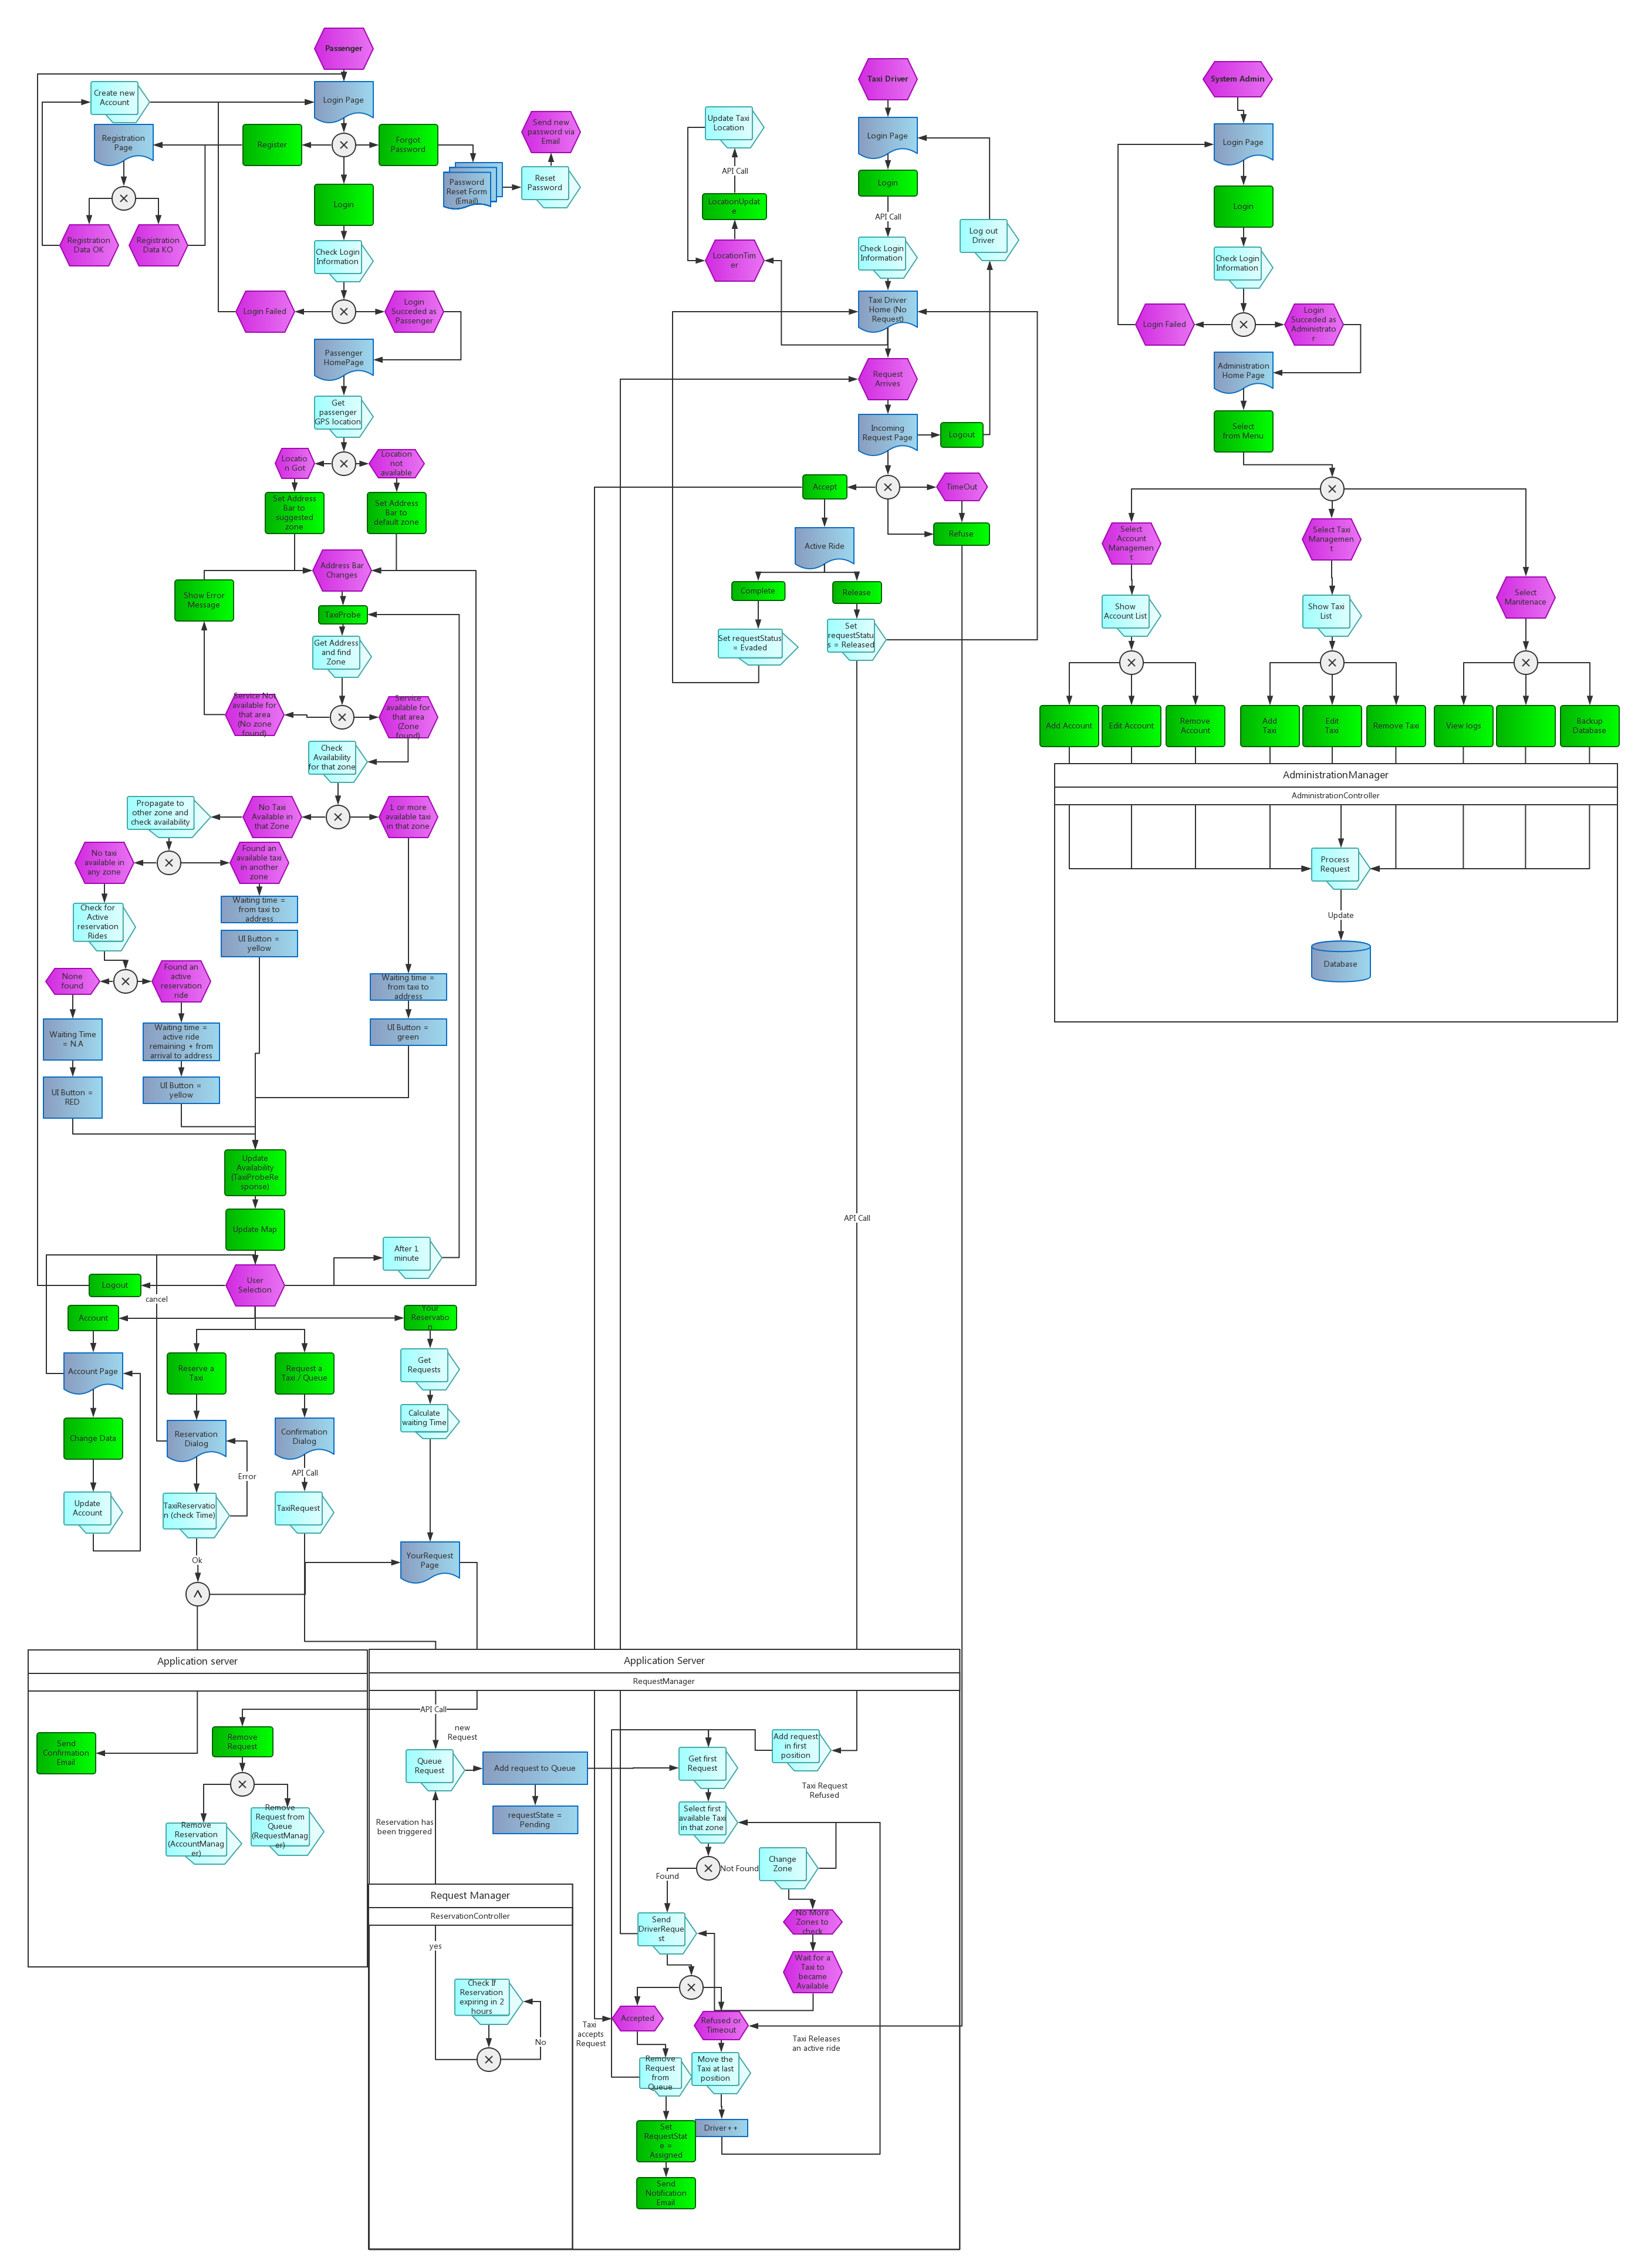 Passenger
Login Page
Create new
Account
Registration
Page
Register
Forgot
Password
Send new
password via
Email
Password
Reset Form
(Email)
Reset
Password
Login
Registration
Data OK
Registration
Data KO
Check Login
Information
Login Failed
Login
Succeded as
Passenger
Passenger
HomePage
Get
passenger
GPS location
Locatio
n Got
Location
not
available
Set Address
Bar to
suggested
zone
Set Address
Bar to
default zone
Address Bar
Changes
Show Error
Message
TaxiProbe
Get Address
and find
Zone
Service Not
available for
that area
(No zone
found)
Service
available for
that area
(Zone
found)
Check
Availability
for that zone
Propagate to
other zone and
check availability
No Taxi
Available in
that Zone
1 or more
available taxi
in that zone
No taxi
available in
any zone
Found an
available taxi
in another
zone
Waiting time =
from taxi to
address
UI Button =
yellow
Check for
Active
reservation
Rides
None
found
Found an
active
reservation
ride
Waiting time =
from taxi to
address
UI Button =
green
Waiting Time
= N.A
Waiting time =
active ride
remaining + from
arrival to address
UI Button =
RED
UI Button =
yellow
Update
Availability
(TaxiProbeRe
sponse)
Update Map
After 1
minute
User
Selection
Logout
cancel
Account
Your
Reservatio
n
Account Page
Reserve a
Taxi
Request a
Taxi / Queue
Get
Requests
Calculate
waiting Time
Change Data
Reservation
Dialog
Confirmation
Dialog
API Call
Error
Update
Account
TaxiReservatio
n (check Time)
TaxiRequest
Ok
YourRequest
Page
Taxi Driver
Login Page
Update Taxi
Location
API Call
Login
API Call
LocationUpdat
e
Log out
Driver
LocationTim
er
Check Login
Information
Taxi Driver
Home (No
Request)
Request
Arrives
Incoming
Request Page
Logout
Accept
TimeOut
Refuse
Active Ride
Complete
Release
Set requestStatus
= Evaded
Set
requestStatu
s = Released
API Call
System Admin
Login Page
Login
Check Login
Information
Login Failed
Login
Succeded as
Administrato
r
Administration
Home Page
Select
from Menu
Select
Account
Managemen
t
Select Taxi
Managemen
t
Select
Manitenace
Show
Account List
Show Taxi
List
Add Account
Edit Account
Remove
Account
Add
Taxi
Edit
Taxi
Remove Taxi
View logs
Backup
Database
AdministrationManager
AdministrationController
Process
Request
Update
Database
Application server
Send
Confirmation
Email
Remove
Request
Remove
Reservation
(AccountManag
er)
Remove
Request from
Queue
(RequestManag
er)
Application Server
RequestManager
API Call
new
Request
Queue
Request
Add request to Queue
requestState =
Pending
Reservation has
been triggered
Get first
Request
Add request
in first
position
Taxi Request
Refused
Select first
available Taxi
in that zone
Found
Not Found
Change
Zone
No More
Zones to
check
Wait for a
Taxi to
became
Available
Send
DriverReque
st
Accepted
Refused or
Timeout
Taxi
accepts
Request
Taxi Releases
an active ride
Remove
Request
from
Queue
Move the
Taxi at last
position
Driver++
Set
RequestStat
e =
Assigned
Send
Notification
Email
Request Manager
ReservationController
yes
Check If
Reservation
expiring in 2
hours
No